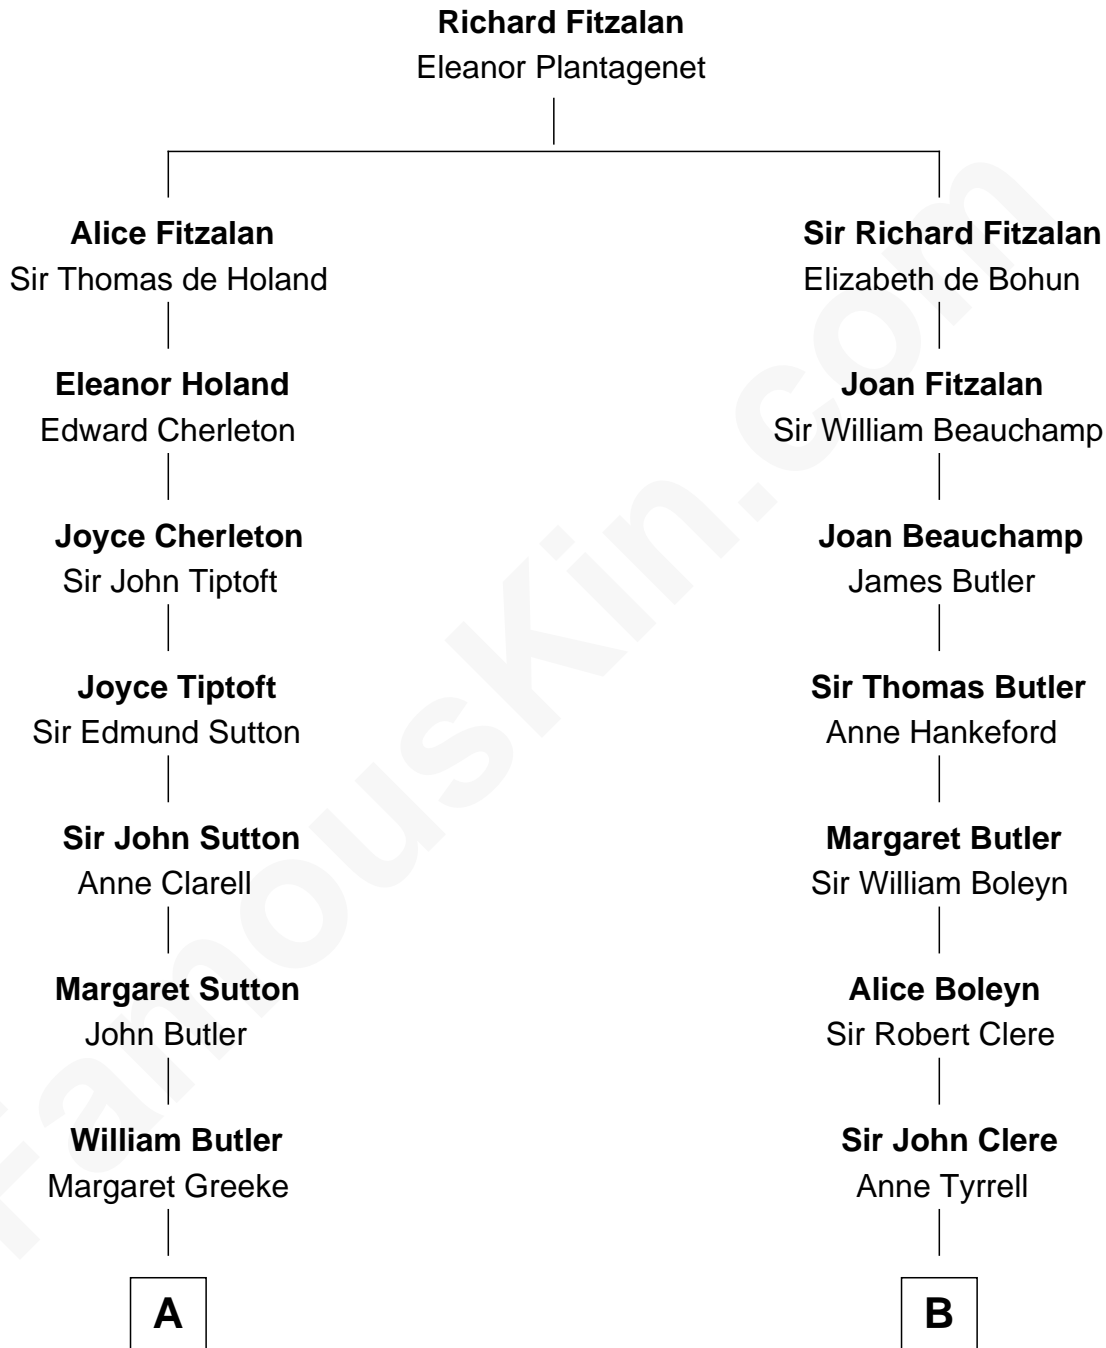 Richard Fitzalan
Eleanor Plantagenet
Alice Fitzalan
Sir Thomas de Holand
Sir Richard Fitzalan
Elizabeth de Bohun
Eleanor Holand
Edward Cherleton
Joan Fitzalan
Sir William Beauchamp
Joyce Cherleton
Sir John Tiptoft
Joan Beauchamp
James Butler
Joyce Tiptoft
Sir Edmund Sutton
Sir Thomas Butler
Anne Hankeford
Sir John Sutton
Anne Clarell
Margaret Butler
Sir William Boleyn
Margaret Sutton
John Butler
Alice Boleyn
Sir Robert Clere
William Butler
Margaret Greeke
Sir John Clere
Anne Tyrrell
A
B
FamousKin.com